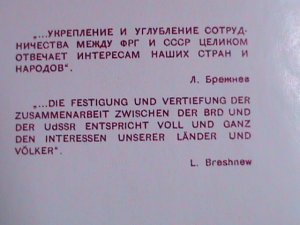 „...УКРЕПЛЕНИЕ И УГЛУБЛЕНИЕ СОТРУД-
НИЧЕСТВА МЕЖДУ ФРГ И СССР ЦЕЛИКОМ
ОТВЕЧАЕТ ИНТЕРЕСАМ НАШИХ СТРАН И
НАРОДОВ“.
Л. Брежнев
„...DIE FESTIGUNG UND VERTIEFUNG DER
ZUSAMMENARBEIT ZWISCHEN DER BRD UND
DER UdSSR ENTSPRICHT VOLL UND GANZ
DEN INTERESSEN UNSERER LÄNDER UND
VÖLKER“.
L. Breshnew